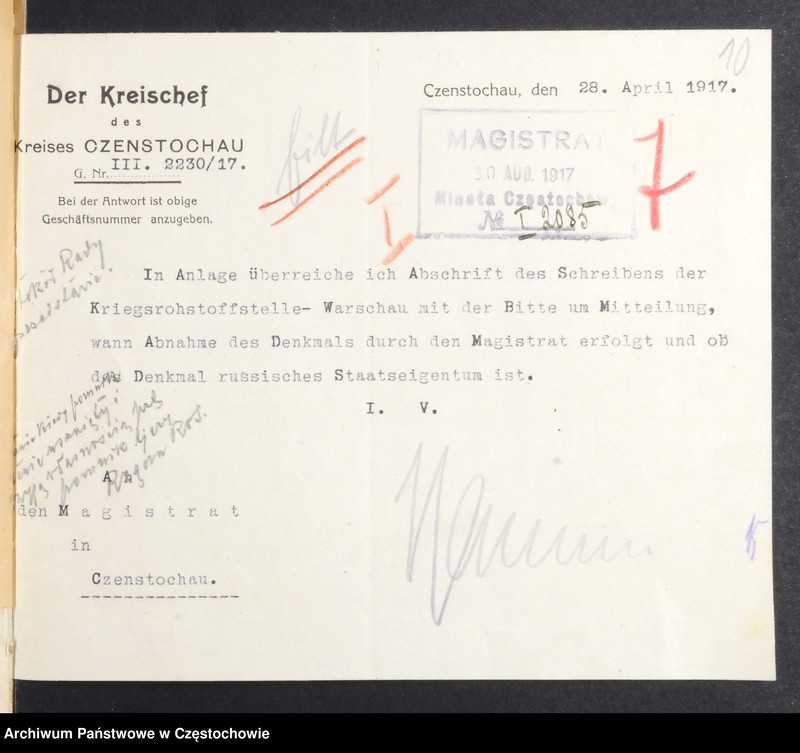 10
Der Kreischef
des
Kreises CZENSTOCHAU
G. Nr. III. 2230/17.
Bei der Antwort ist obige
Geschäftsnummer anzugeben.
Czenstochau, den 28. April 1917.
MAGISTRAT
30 AUG. 1917
Miasta Częstochowy
№ I 2085
7
I
In Anlage überreiche ich Abschrift des Schreibens der
Kriegsrohstoffstelle- Warschau mit der Bitte um Mitteilung,
wann Abnahme des Denkmals durch den Magistrat erfolgt und ob
das Denkmal russisches Staatseigentum ist.
I. V.
Rady
An
den Magistrat
in
Czenstochau.
Archiwum Państwowe w Częstochowie